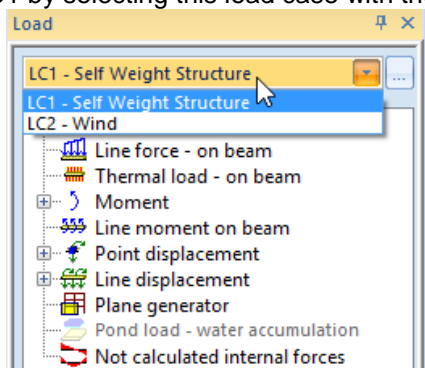 1 by selecting this load case with th
Load
LC1 - Self Weight Structure
...
LC1 - Self Weight Structure
LC2 - Wind
Line force - on beam
Thermal load - on beam
Moment
Line moment on beam
Point displacement
Line displacement
Plane generator
Pond load - water accumulation
Not calculated internal forces